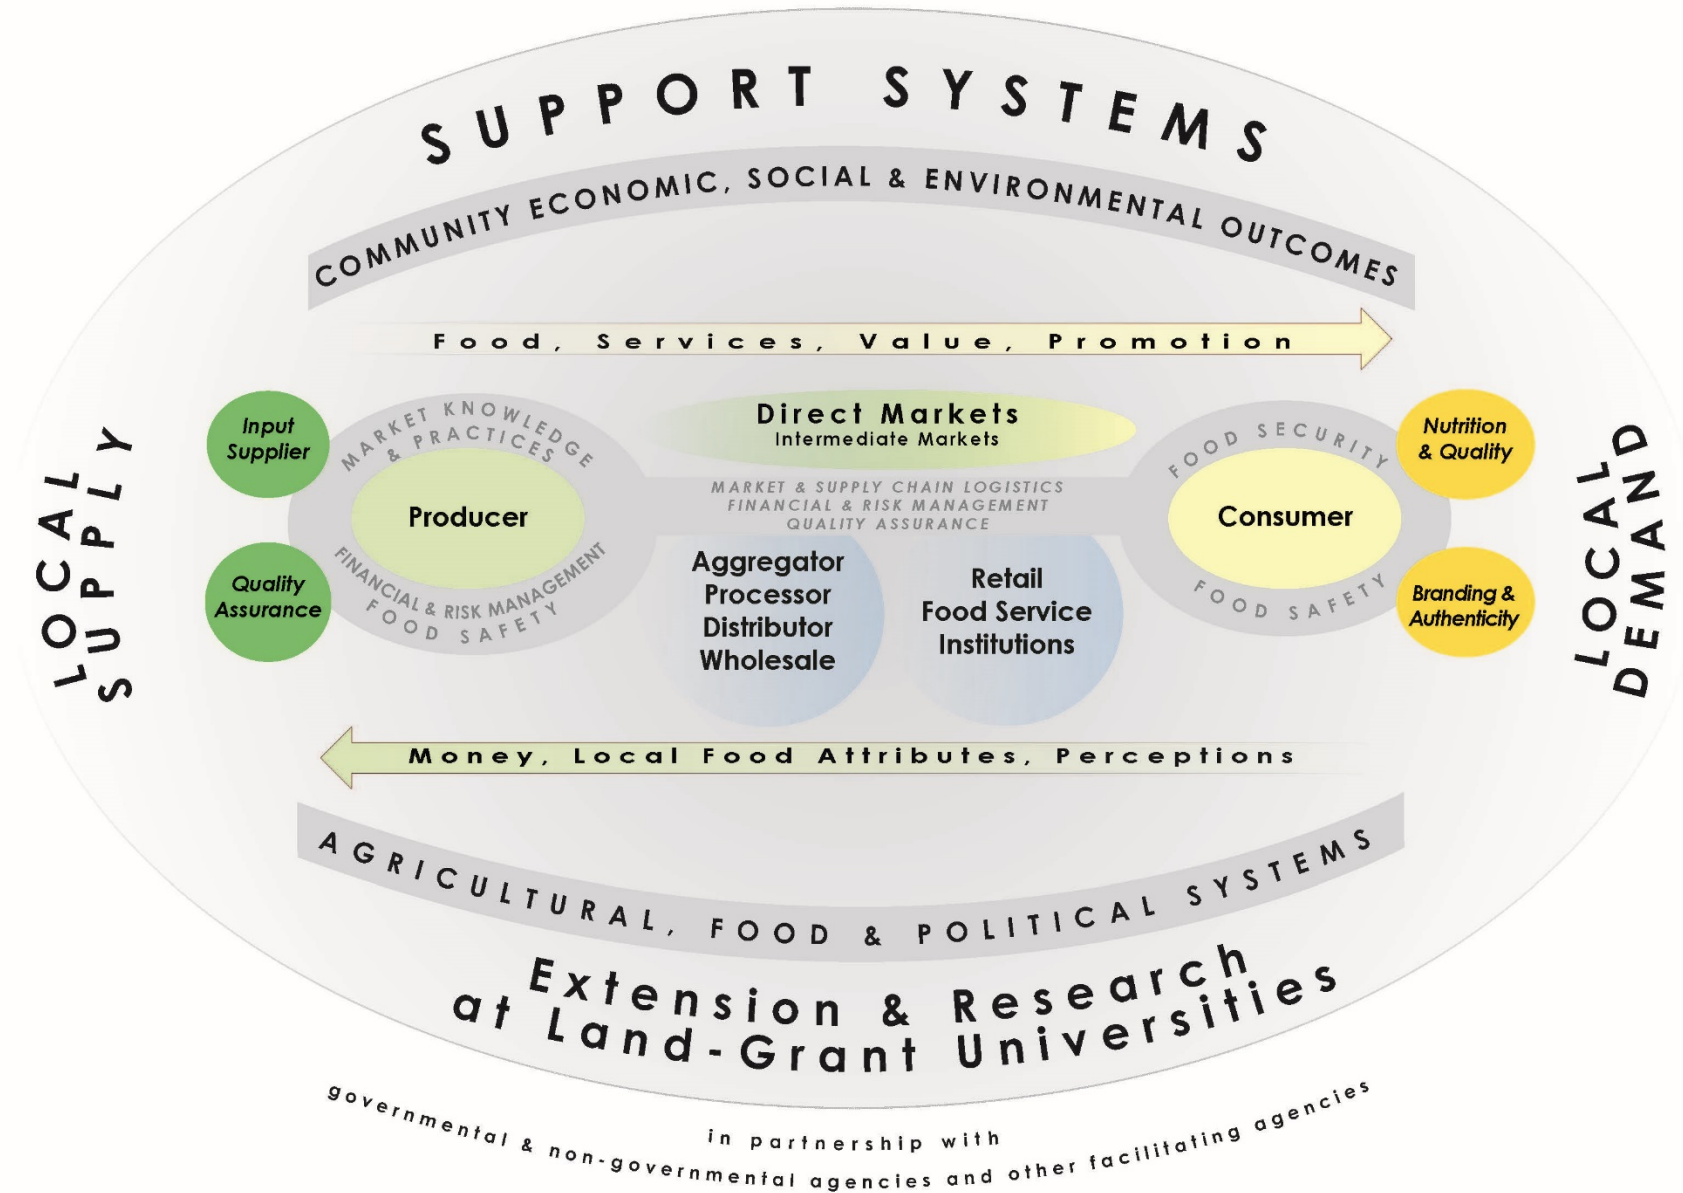 SUPPORT SYSTEMS
COMMUNITY ECONOMIC, SOCIAL & ENVIRONMENTAL OUTCOMES
Food, Services, Value, Promotion
LOCAL
SUPPLY
Input
Supplier
Quality
Assurance
MARKET KNOWLEDGE
& PRACTICES
Producer
FINANCIAL & RISK MANAGEMENT
FOOD SAFETY
Direct Markets
Intermediate Markets
MARKET & SUPPLY CHAIN LOGISTICS
FINANCIAL & RISK MANAGEMENT
QUALITY ASSURANCE
Aggregator
Processor
Distributor
Wholesale
Retail
Food Service
Institutions
FOOD SECURITY
Consumer
FOOD SAFETY
Nutrition
& Quality
Branding &
Authenticity
LOCAL
DEMAND
Money, Local Food Attributes, Perceptions
AGRICULTURAL, FOOD & POLITICAL SYSTEMS
Extension & Research
at Land-Grant Universities
in partnership with
governmental & non-governmental agencies and other facilitating agencies